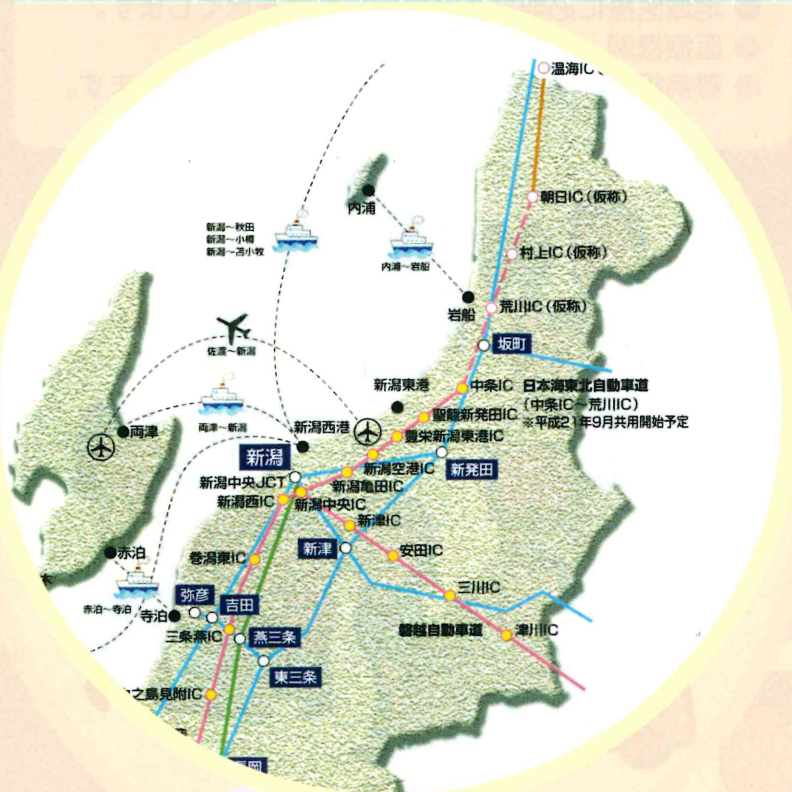 温海IC
朝日IC（仮称）
内浦
新潟～秋田
新潟～小樽
新潟～苫小牧
村上IC（仮称）
内浦～岩船
岩船
荒川IC（仮称）
坂町
佐渡～新潟
新潟東港
中条IC
日本海東北自動車道
（中条IC～荒川IC）
※平成21年9月共用開始予定
聖籠新発田IC
両津～新潟
両津
新潟西港
豊栄新潟東港IC
新潟
新潟空港IC
新発田
新潟中央JCT
新潟亀田IC
新潟西IC
新潟中央IC
新津IC
新津
安田IC
赤泊
巻潟東IC
三川IC
弥彦
吉田
赤泊～寺泊
寺泊
三条燕IC
燕三条
磐越自動車道
津川IC
東三条
之島見附IC
岡